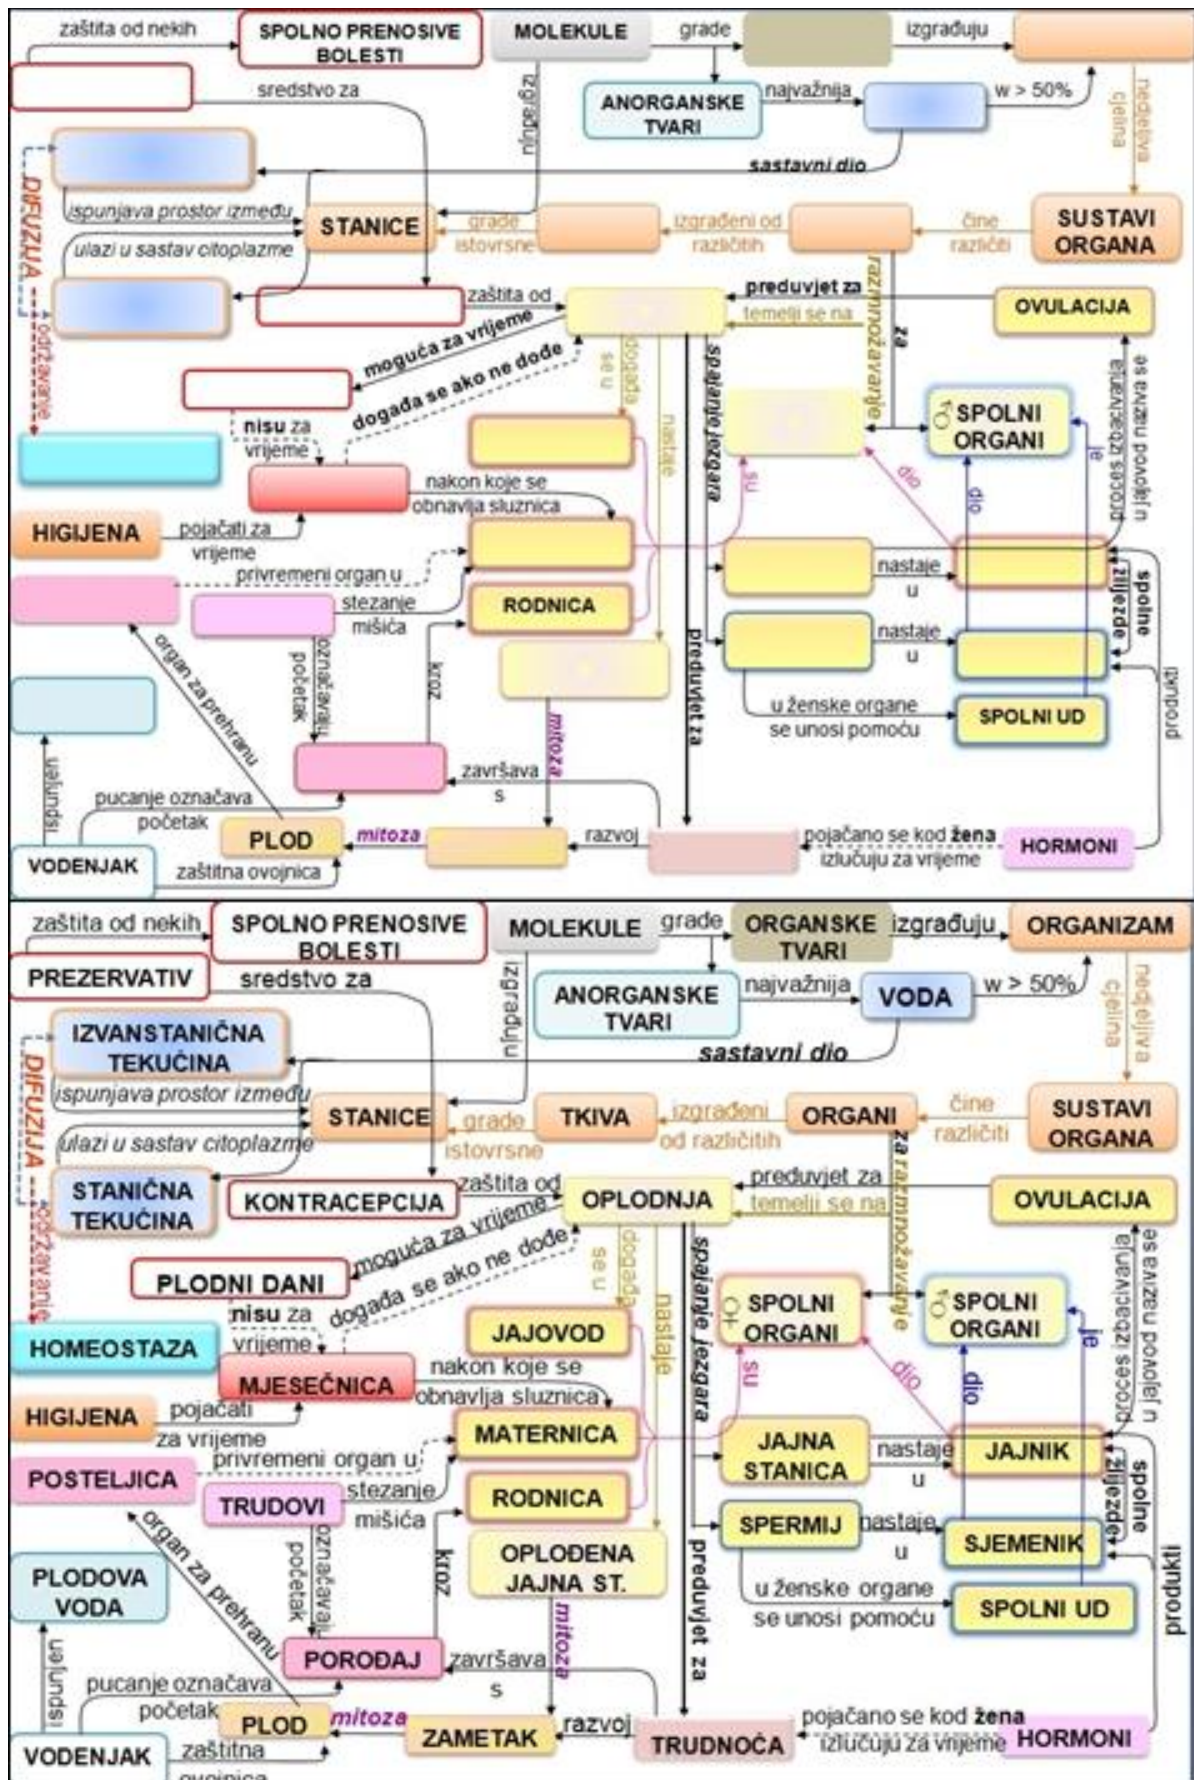 zaštita od nekih
SPOLNO PRENOSIVE
BOLESTI
MOLEKULE
grade
izgrađuju
sredstvo za
izgrađuju
ANORGANSKE
TVARI
najvažnija
w > 50%
nedjeljiva
cjelina
sastavni dio
DIFUZIJA
ispunjava prostor između
STANICE
grade
istovrsne
izgrađeni od
različitih
čine
različiti
SUSTAVI
ORGANA
ulazi u sastav citoplazme
održavanje
zaštita od
preduvjet za
temelji se na
OVULACIJA
razmnožavanje
za
moguća za vrijeme
događa se ako ne dođe
događa
se u
nastaje
spajanje jezgara
SPOLNI
ORGANI
nisu za
vrijeme
nakon koje se
obnavlja sluznica
su
dio
dio
je
proces izbacivanja
u jajovod naziva se
HIGIJENA
pojačati za
vrijeme
privremeni organ u
stezanje
mišića
RODNICA
nastaje
u
nastaje
u
spolne
žlijezde
organ za prehranu
označavaju
početak
kroz
mitoza
preduvjet za
u ženske organe
se unosi pomoću
SPOLNI UD
produkti
ispunjen
pucanje označava
početak
završava
s
PLOD
mitoza
razvoj
pojačano se kod žena
izlučuju za vrijeme
HORMONI
VODENJAK
zaštitna ovojnica
zaštita od nekih
SPOLNO PRENOSIVE
BOLESTI
MOLEKULE
grade
ORGANSKE
TVARI
izgrađuju
ORGANIZAM
PREZERVATIV
sredstvo za
izgrađuju
ANORGANSKE
TVARI
najvažnija
VODA
w > 50%
nedjeljiva
cjelina
IZVANSTANIČNA
TEKUĆINA
sastavni dio
DIFUZIJA
ispunjava prostor između
STANICE
grade
istovrsne
TKIVA
izgrađeni
od različitih
ORGANI
čine
različiti
SUSTAVI
ORGANA
ulazi u sastav citoplazme
STANIČNA
TEKUĆINA
održavanje
KONTRACEPCIJA
zaštita od
OPLODNJA
preduvjet za
temelji se na
OVULACIJA
za razmnožavanje
moguća za vrijeme
događa se ako ne dođe
PLODNI DANI
događa
se u
nastaje
spajanje jezgara
SPOLNI
ORGANI
SPOLNI
ORGANI
nisu za
vrijeme
HOMEOSTAZA
JAJOVOD
MJESEČNICA
nakon koje se
obnavlja sluznica
su
dio
dio
je
proces izbacivanja
u jajovod naziva se
HIGIJENA
pojačati
za vrijeme
MATERNICA
JAJNA
STANICA
nastaje
u
JAJNIK
POSTELJICA
privremeni organ u
TRUDOVI
stezanje
mišića
RODNICA
SPERMIJ
nastaje
u
SJEMENIK
spolne
žlijezde
organ za prehranu
označavaju
početak
kroz
OPLOĐENA
JAJNA ST.
preduvjet za
PLODOVA
VODA
u ženske organe
se unosi pomoću
SPOLNI UD
produkti
mitoza
POROĐAJ
završava
s
ispunjen
pucanje označava
početak
PLOD
mitoza
ZAMETAK
razvoj
TRUDNOĆA
pojačano se kod žena
izlučuju za vrijeme
HORMONI
VODENJAK
zaštitna
ovojnica